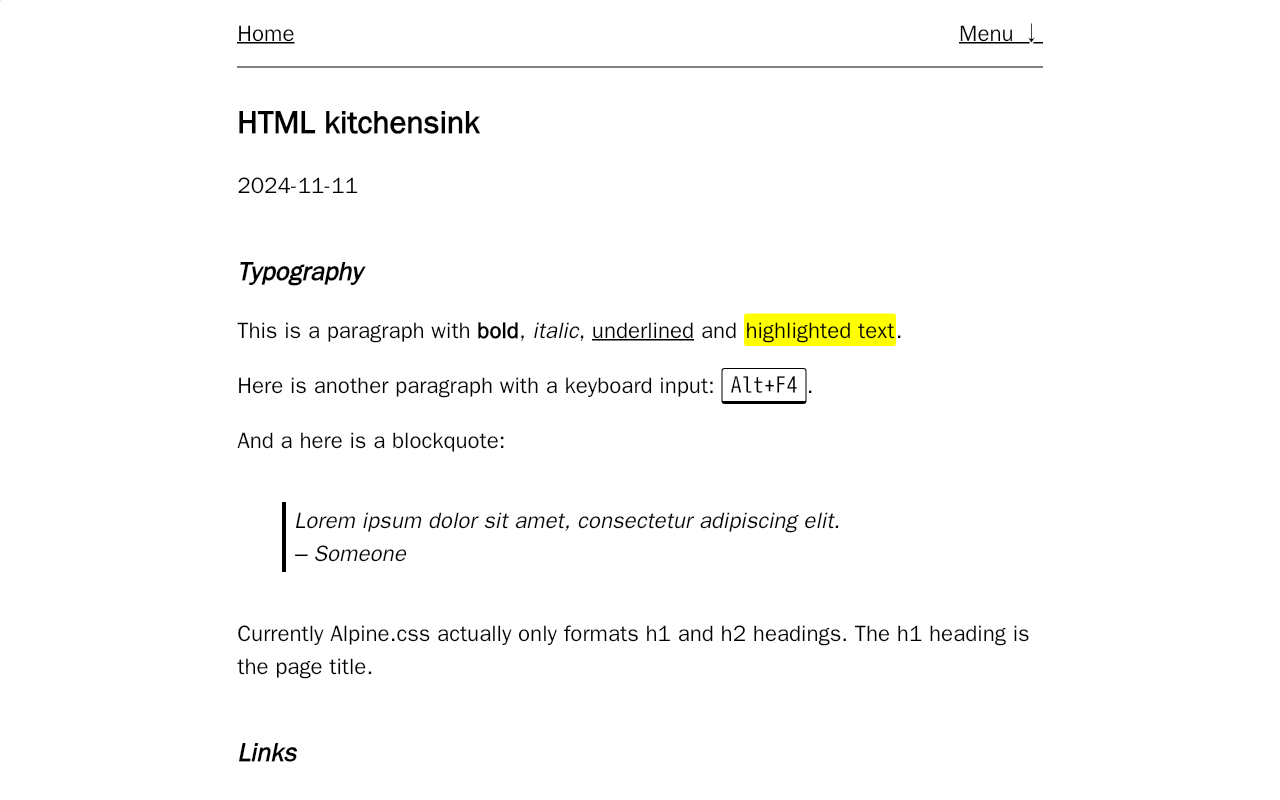 Home
Menu ↓
HTML kitchensink
2024-11-11
Typography
This is a paragraph with bold, italic, underlined and highlighted text.
Here is another paragraph with a keyboard input: Alt+F4.
And a here is a blockquote:
Lorem ipsum dolor sit amet, consectetur adipiscing elit.
– Someone
Currently Alpine.css actually only formats h1 and h2 headings. The h1 heading is
the page title.
Links